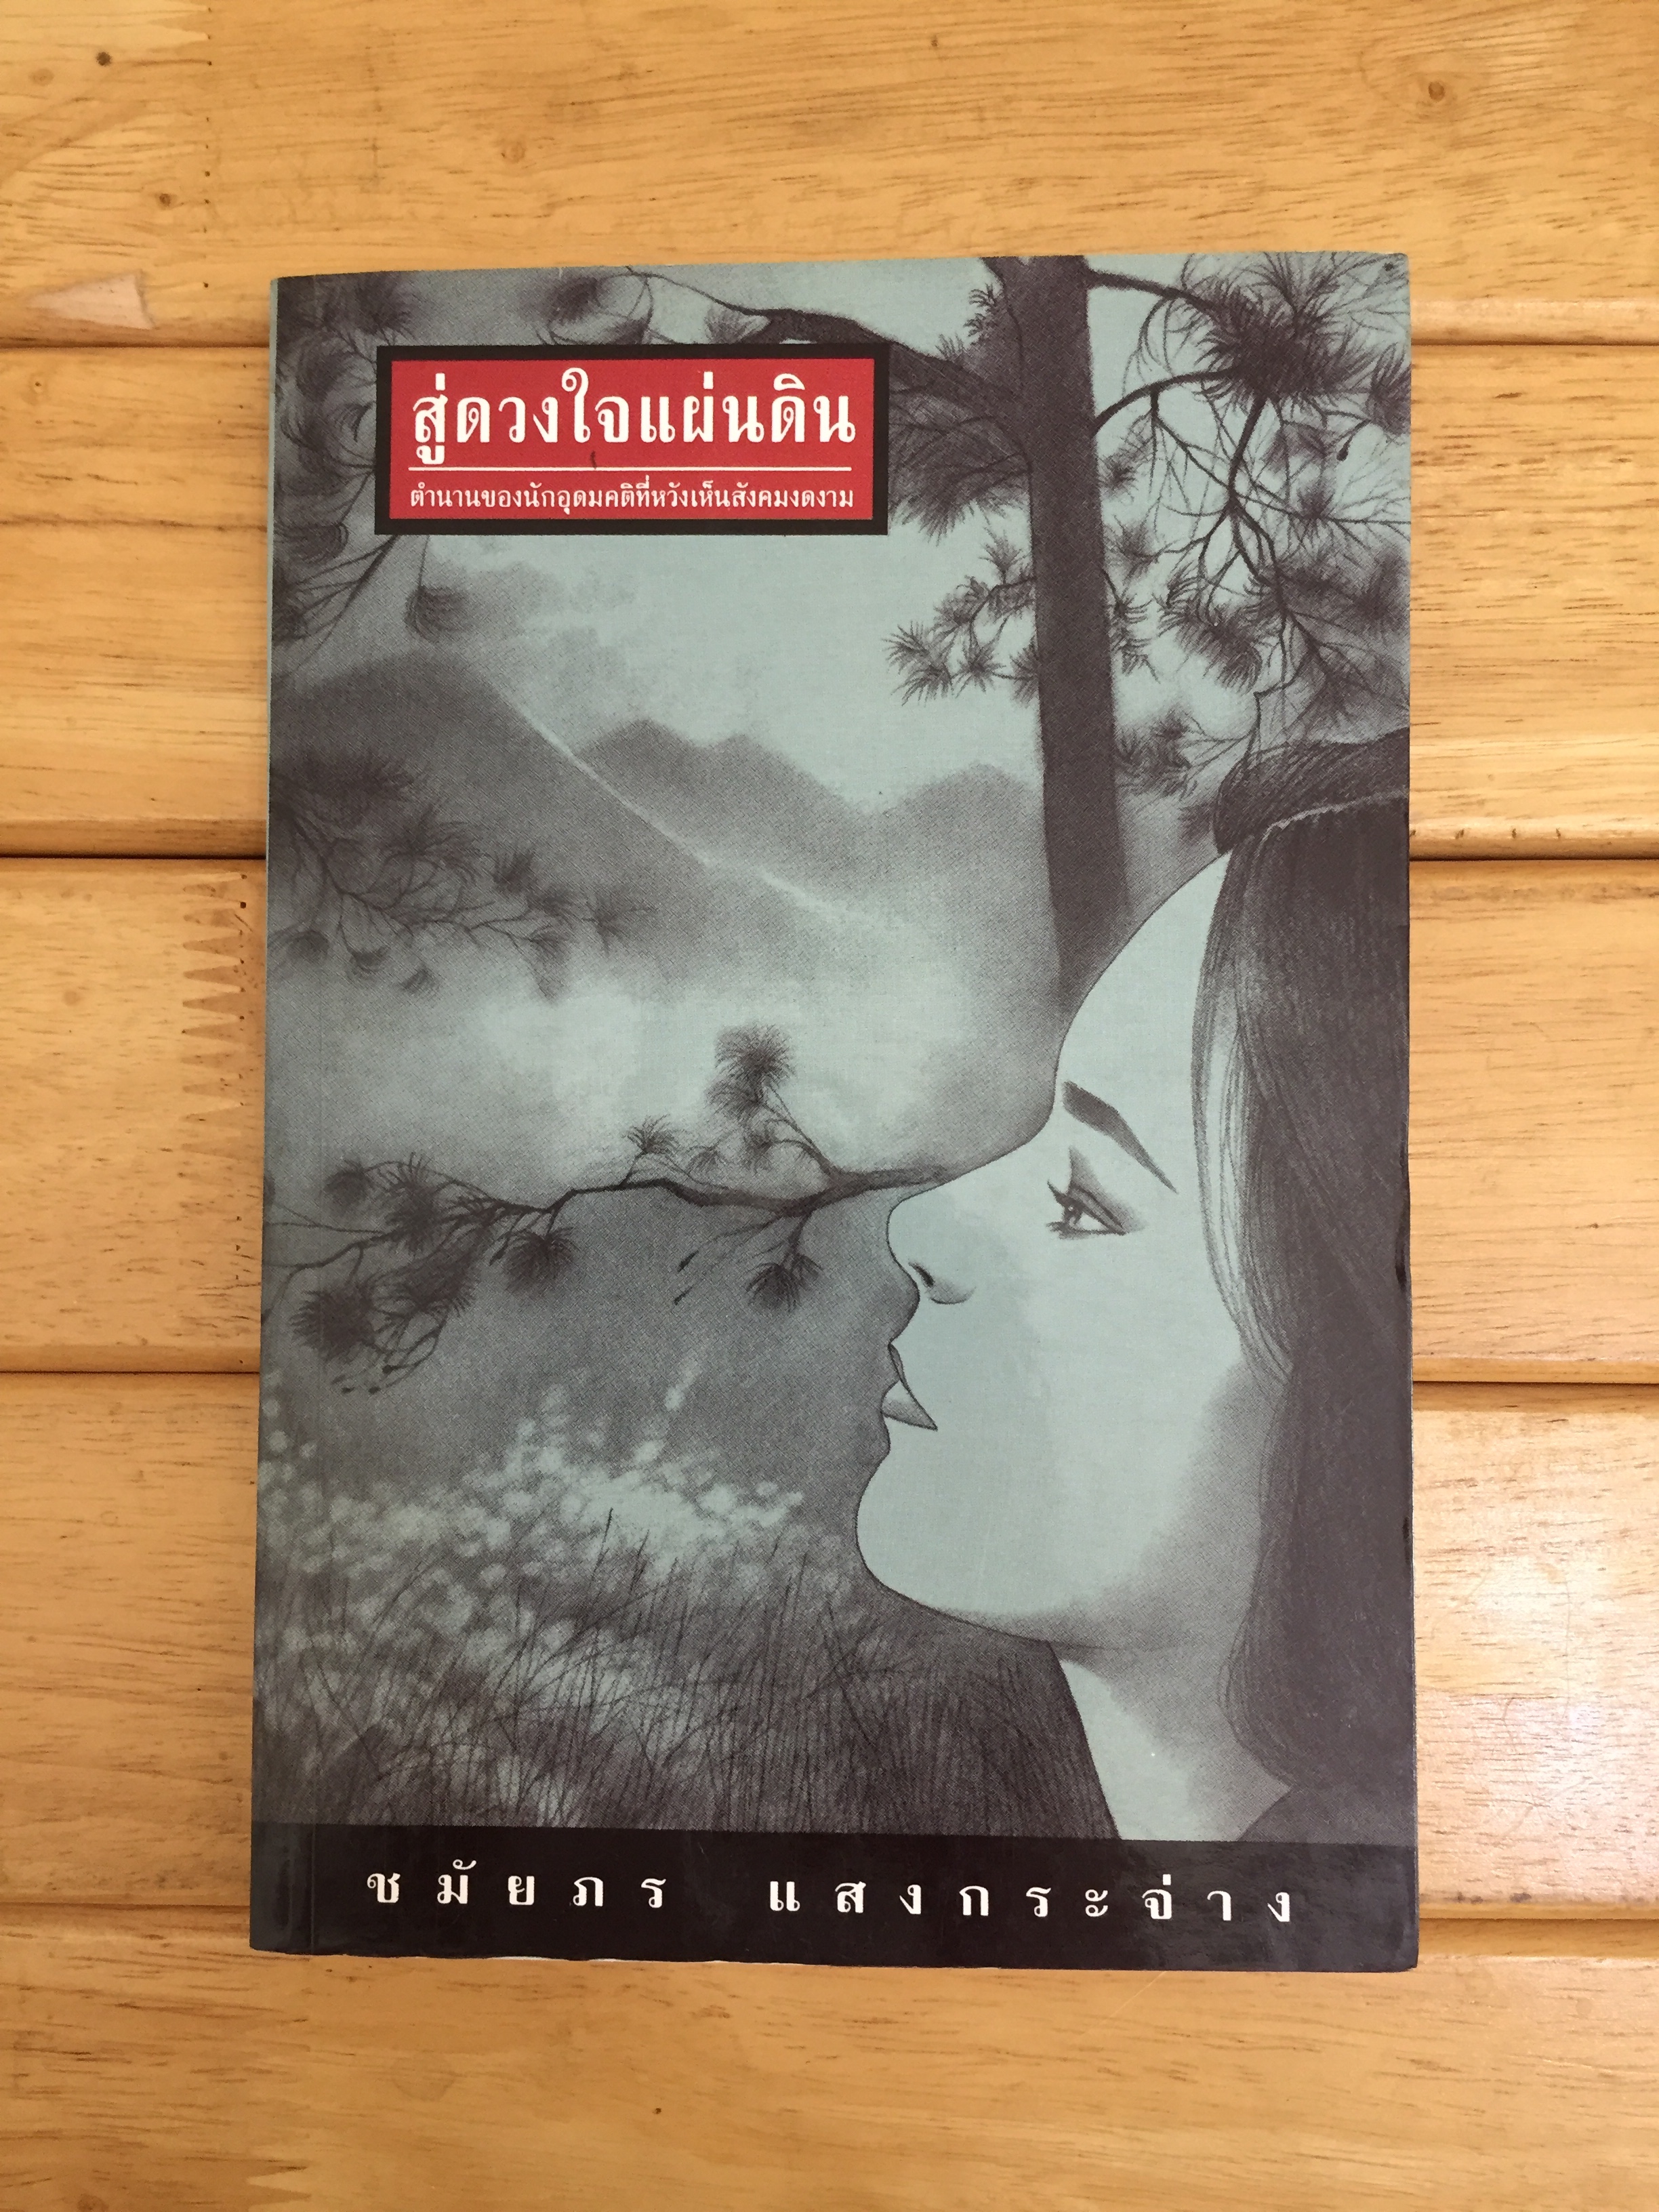 สู่ดวงใจแผ่นดิน
ตำนานของนักอุดมคติที่หวังเห็นสังคมงดงาม
ชมัยภร แสงกระจ่าง